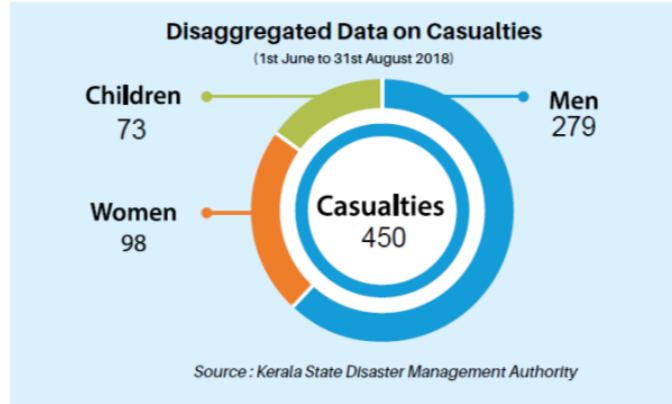 Disaggregated Data on Casualties
(1st June to 31st August 2018)
Children
73
Men
279
Women
98
Casualties
450
Source : Kerala State Disaster Management Authority